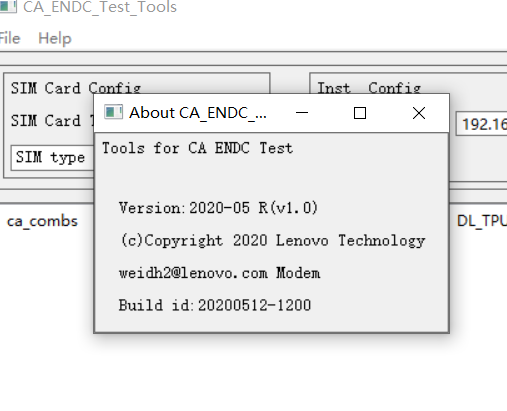 CA_ENDC_Test_Tools
File Help
SIM Card Config
Inst Config
About CA_ENDC_...
SIM Card
192.16
Tools for CA ENDC Test
SIM type
Version:2020-05 R(v1.0)
ca_combs
DL_TPU
(c)Copyright 2020 Lenovo Technology
weidh2@lenovo.com Modem
Build id:20200512-1200